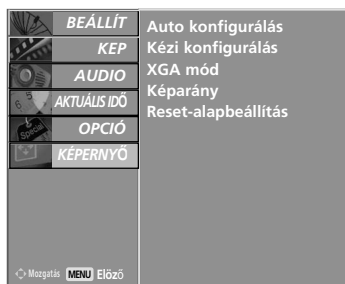 BEÁLLÍT
KEP
AUDIO
AKTUÁLIS IDŐ
OPCIÓ
KÉPERNYŐ
Auto konfigurálás
Kézi konfigurálás
XGA mód
Képarány
Reset-alapbeállítás
Mozgatás MENU Előző